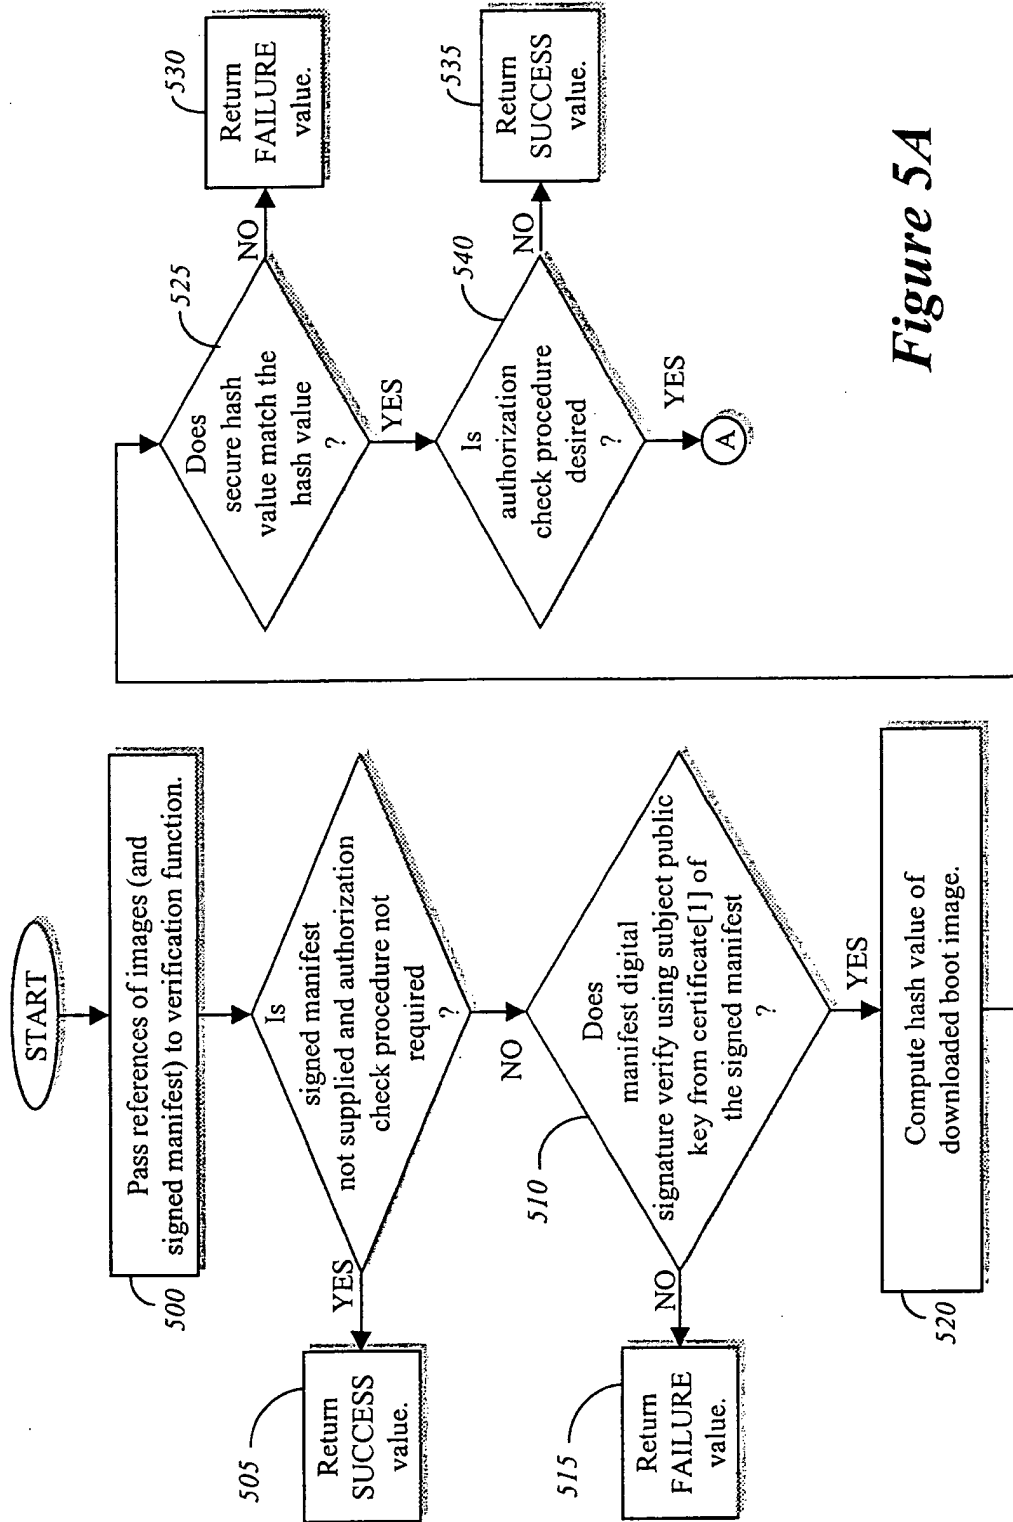 START
Pass references of images (and
signed manifest) to verification function.
500
Is
signed manifest
not supplied and authorization
check procedure not
required
?
YES
NO
505
Return
SUCCESS
value.
510
Does
manifest digital
signature verify using subject public
key from certificate[1] of
the signed manifest
?
NO
YES
515
Return
FAILURE
value.
520
Compute hash value of
downloaded boot image.
525
Does
secure hash
value match the
hash value
?
NO
YES
530
Return
FAILURE
value.
540
Is
authorization
check procedure
desired
?
NO
YES
535
Return
SUCCESS
value.
A
Figure 5A